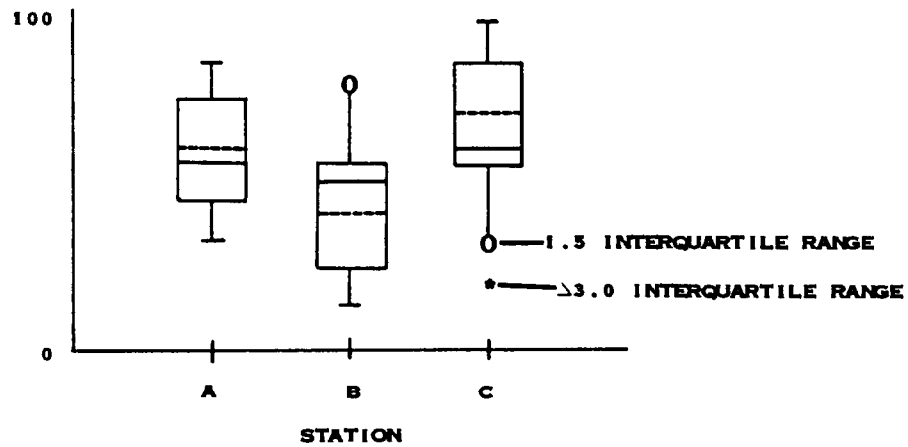 100
1.5 INTERQUARTILE RANGE
△3.0 INTERQUARTILE RANGE
0
A B C
STATION